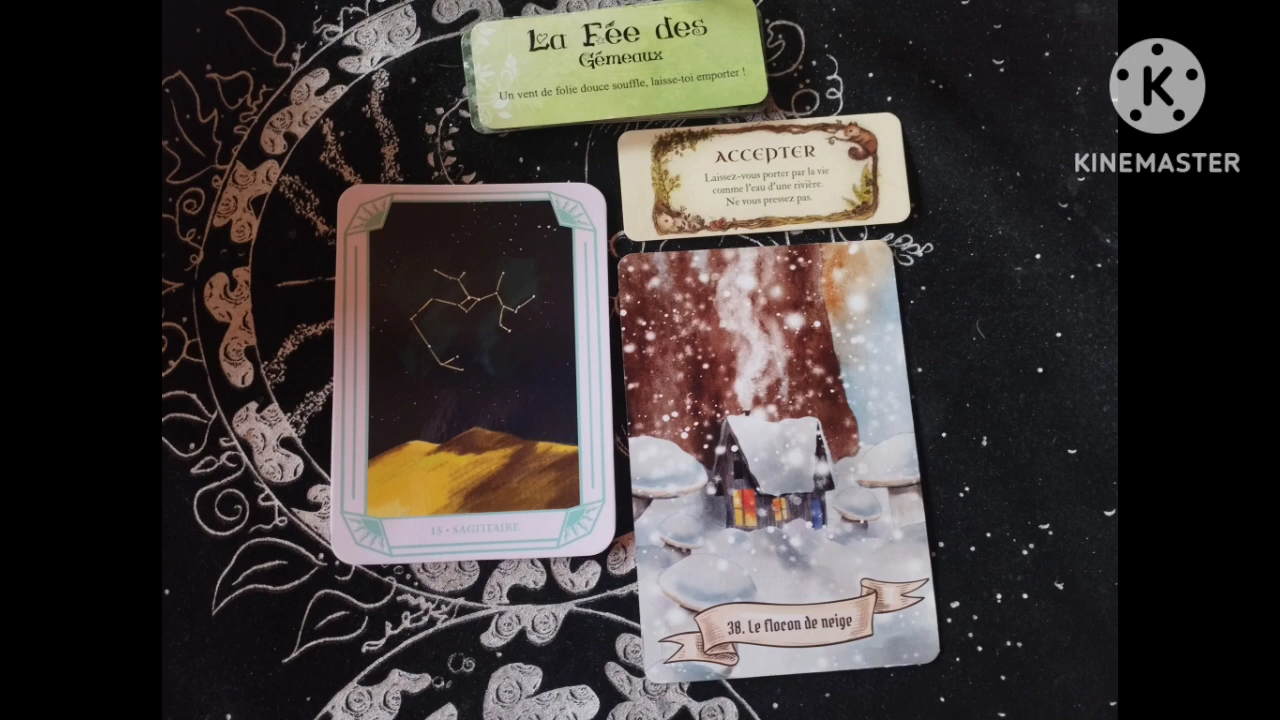 La Fée des
Gémeaux
Un vent de folie douce souffle, laisse-toi emporter !
ACCEPTER
Laissez-vous porter par la vie
comme l'eau d'une rivière.
Ne vous pressez pas.
15 • SAGITTAIRE
38. Le flocon de neige
K
KINEMASTER